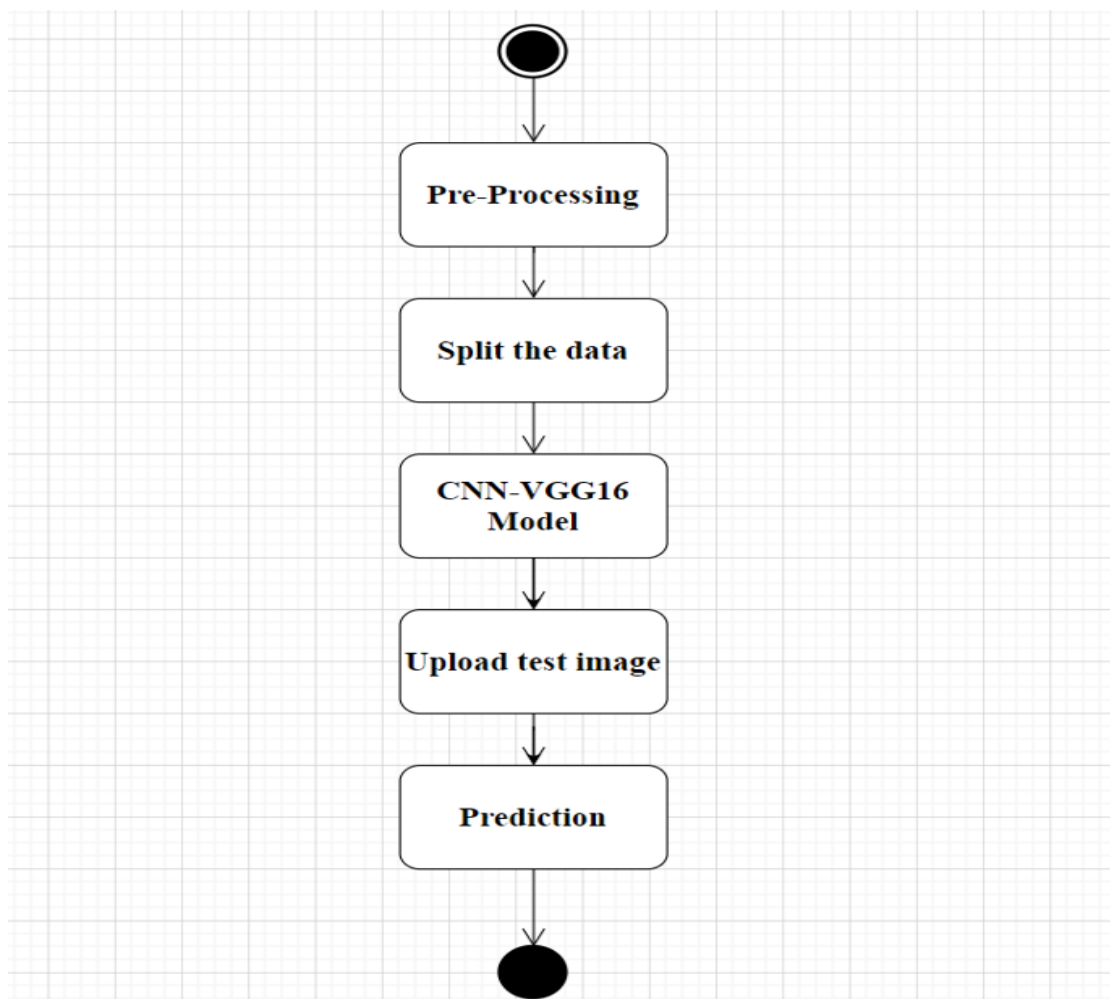 Pre-Processing
Split the data
CNN-VGG16
Model
Upload test image
Prediction